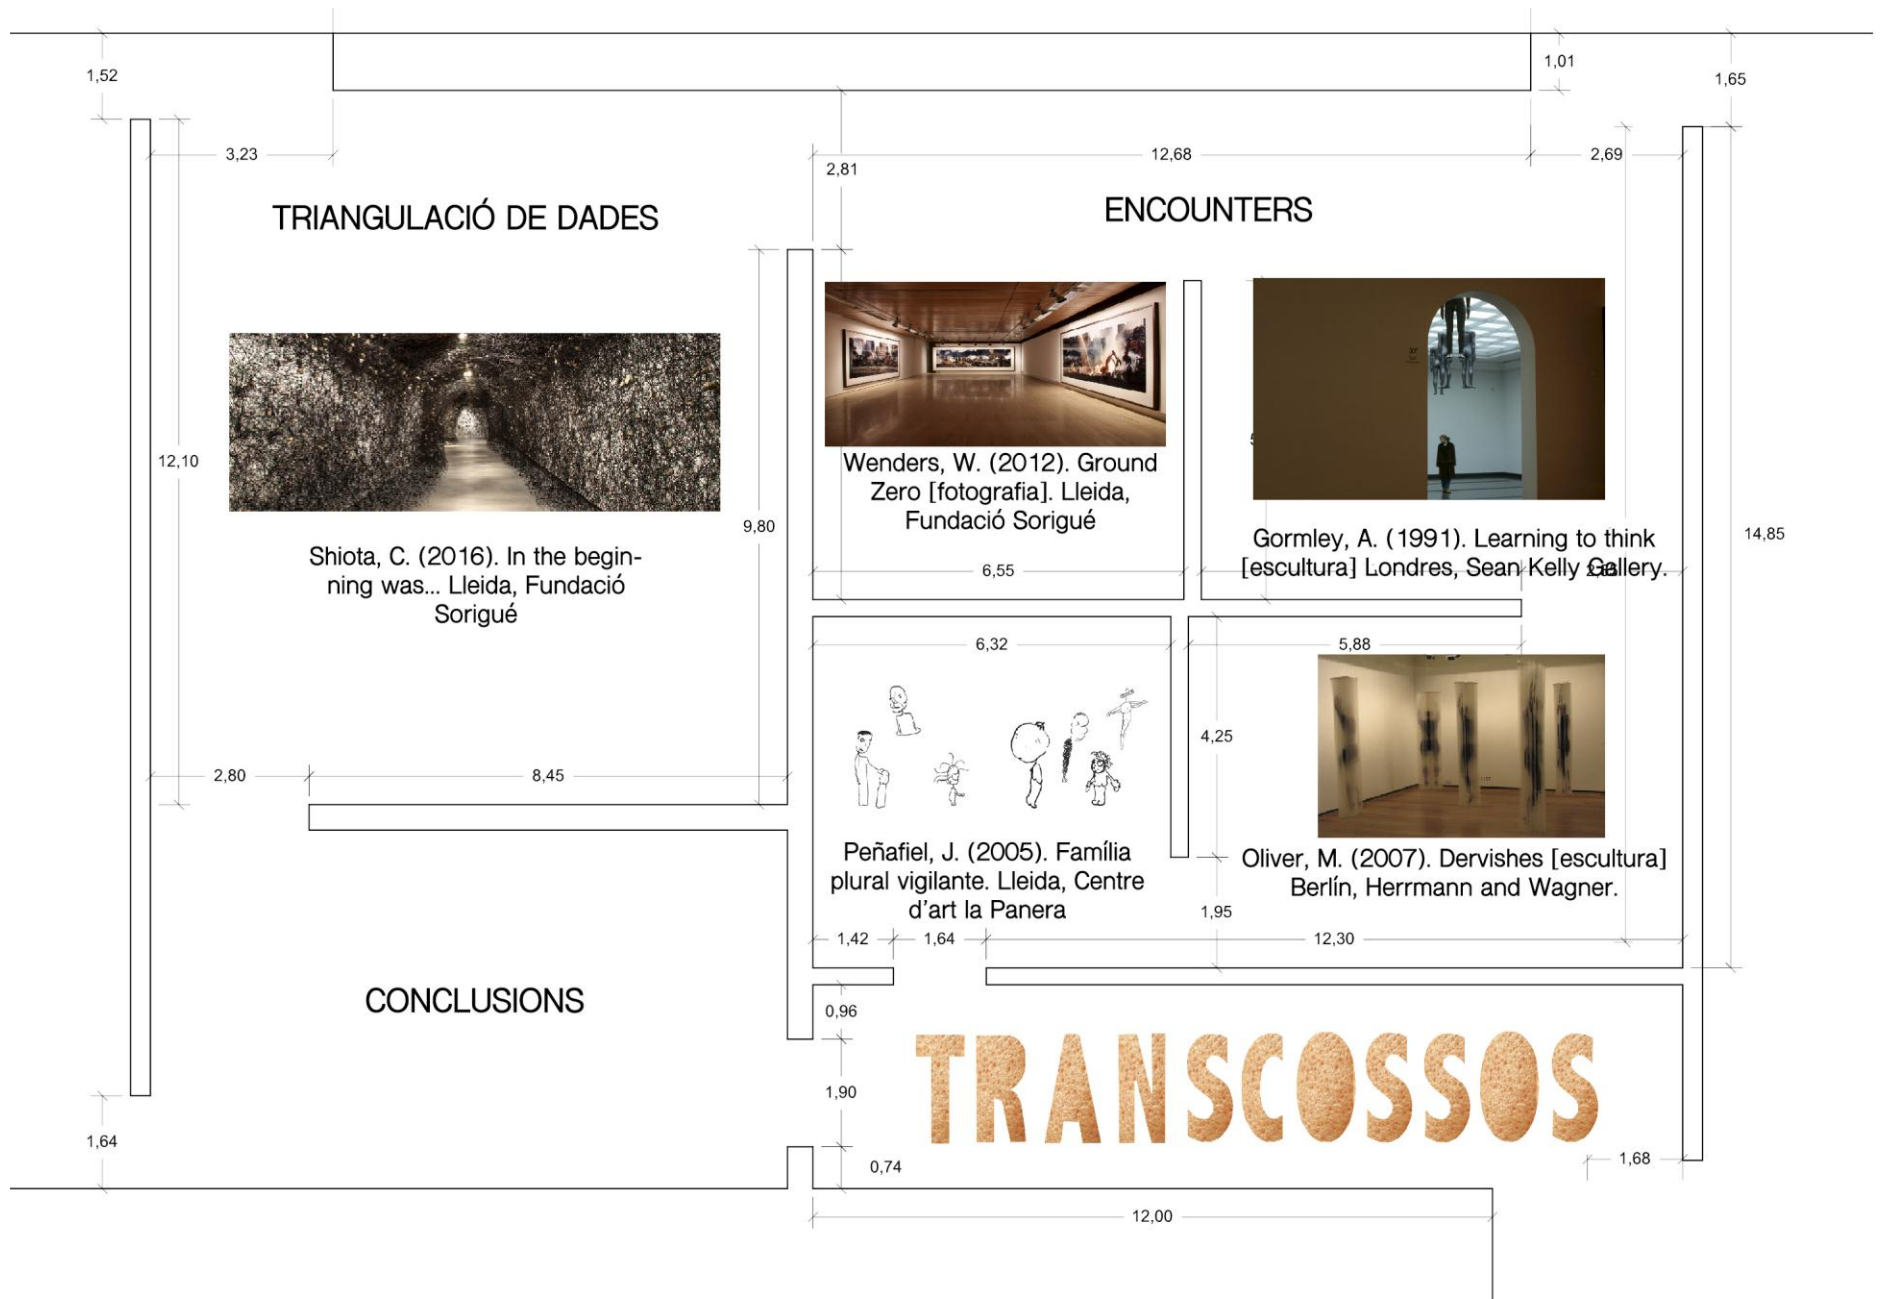 1,52
1,01
1,65
3,23
12,68
2,69
2,81
TRIANGULACIÓ DE DADES
ENCOUNTERS
12,10
Wenders, W. (2012). Ground
Zero [fotografia]. Lleida,
Fundació Sorigué
9,80
Gormley, A. (1991). Learning to think
[escultura] Londres, Sean Kelly Gallery.
14,85
Shiota, C. (2016). In the begin-
ning was... Lleida, Fundació
Sorigué
6,55
6,32
5,88
4,25
2,80
8,45
Peñafiel, J. (2005). Família
plural vigilante. Lleida, Centre
d'art la Panera
Oliver, M. (2007). Dervishes [escultura]
Berlín, Herrmann and Wagner.
1,95
1,42
1,64
12,30
CONCLUSIONS
0,96
TRANSCOSSOS
1,90
1,64
0,74
1,68
12,00